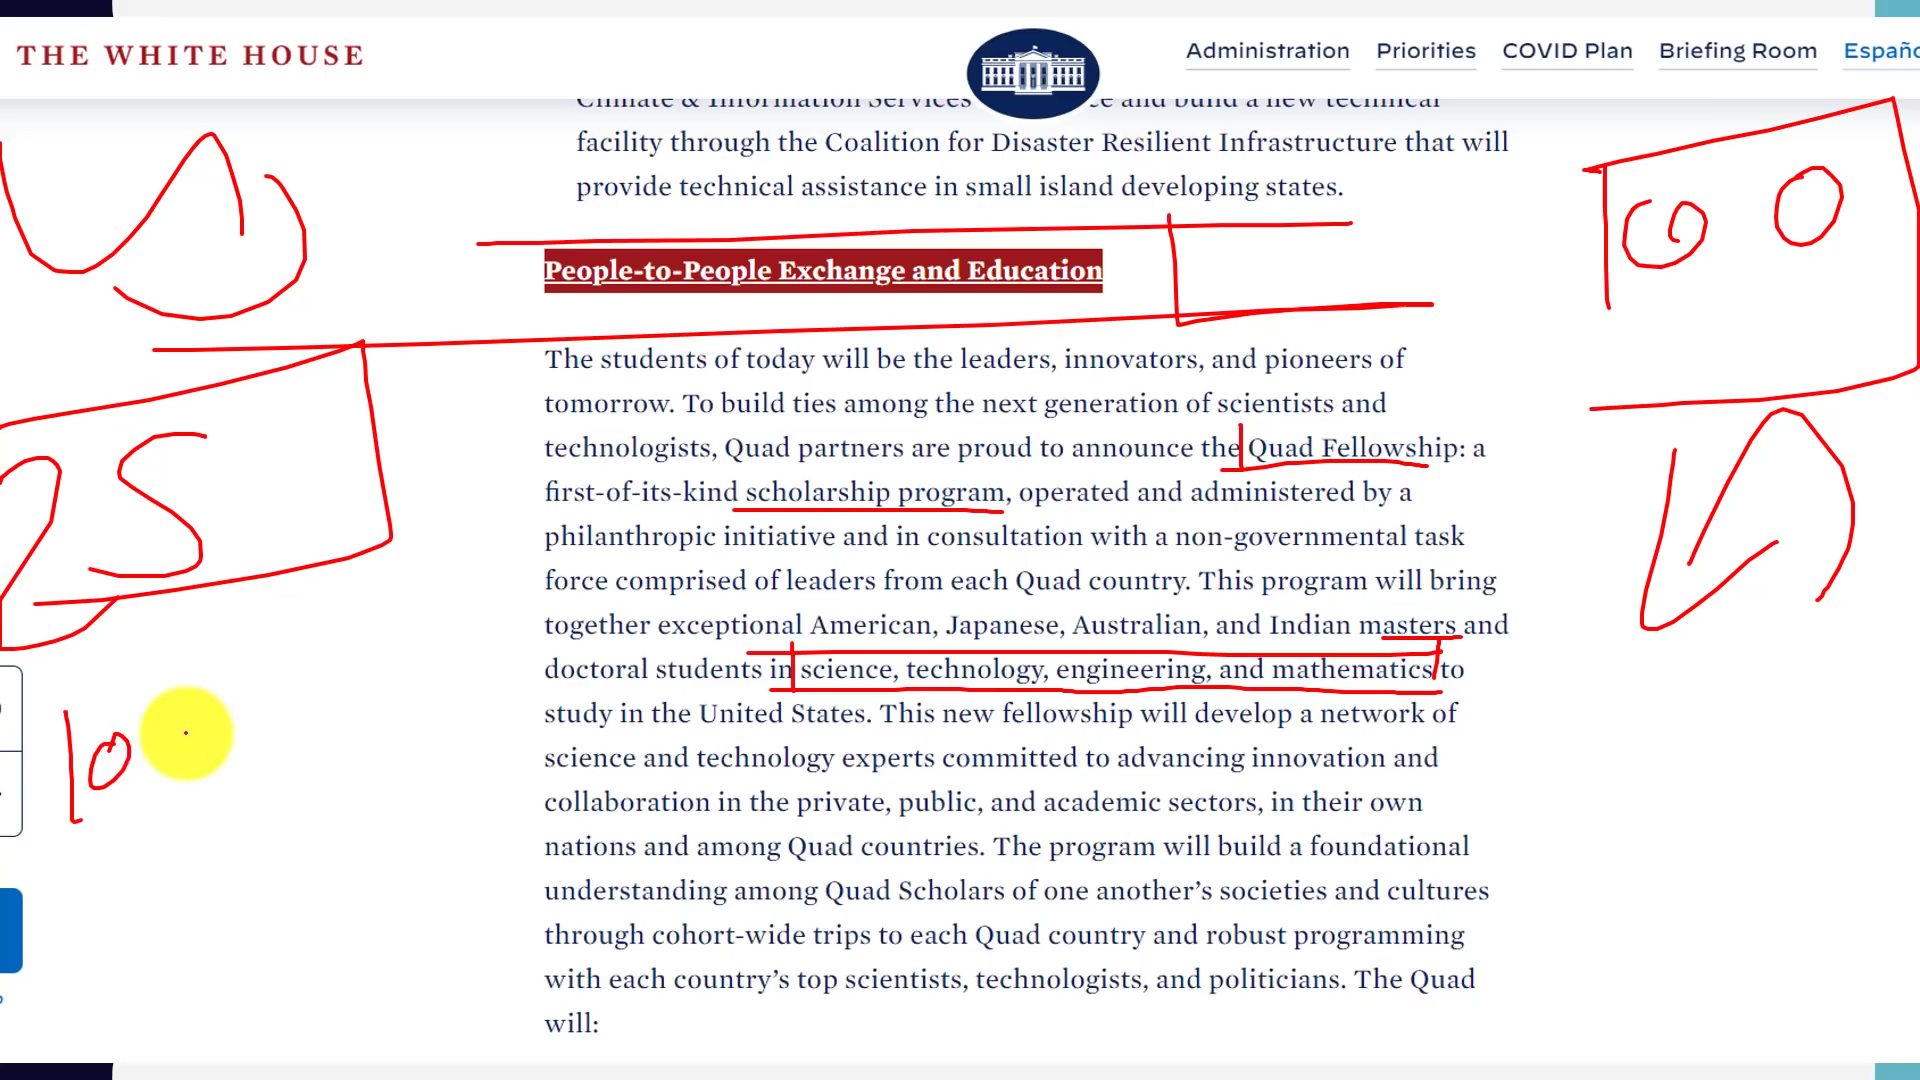 THE WHITE HOUSE
Administration Priorities COVID Plan Briefing Room Españo
Climate & Information Services and build a new technical
facility through the Coalition for Disaster Resilient Infrastructure that will
provide technical assistance in small island developing states.
People-to-People Exchange and Education
The students of today will be the leaders, innovators, and pioneers of
tomorrow. To build ties among the next generation of scientists and
technologists, Quad partners are proud to announce the Quad Fellowship: a
first-of-its-kind scholarship program, operated and administered by a
philanthropic initiative and in consultation with a non-governmental task
force comprised of leaders from each Quad country. This program will bring
together exceptional American, Japanese, Australian, and Indian masters and
doctoral students in science, technology, engineering, and mathematics to
study in the United States. This new fellowship will develop a network of
science and technology experts committed to advancing innovation and
collaboration in the private, public, and academic sectors, in their own
nations and among Quad countries. The program will build a foundational
understanding among Quad Scholars of one another’s societies and cultures
through cohort-wide trips to each Quad country and robust programming
with each country’s top scientists, technologists, and politicians. The Quad
will:
25
10